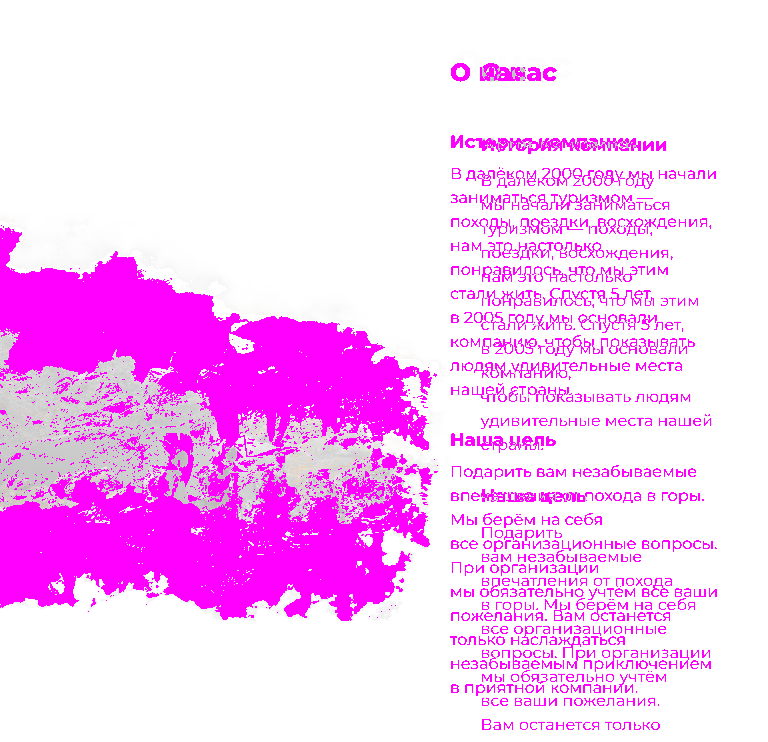 О нас
История компании
В далёком 2000 году мы начали
заниматься туризмом —
походы, поездки, восхождения,
нам это настолько
понравилось, что мы этим
стали жить. Спустя 5 лет,
в 2005 году мы основали
компанию, чтобы показывать
людям удивительные места
нашей страны.
Наша цель
Подарить вам незабываемые
впечатления от похода в горы.
Мы берём на себя
все организационные вопросы.
При организации
мы обязательно учтём все ваши
пожелания. Вам останется
только наслаждаться
незабываемым приключением
в приятной компании.
О нас
История компании
В далёком 2000 году
мы начали заниматься
туризмом — походы,
поездки, восхождения,
нам это настолько
понравилось, что мы этим
стали жить. Спустя 5 лет,
в 2005 году мы основали
компанию,
чтобы показывать людям
удивительные места нашей
страны.
Наша цель
Подарить
вам незабываемые
впечатления от похода
в горы. Мы берём на себя
все организационные
вопросы. При организации
мы обязательно учтём
все ваши пожелания.
Вам останется только